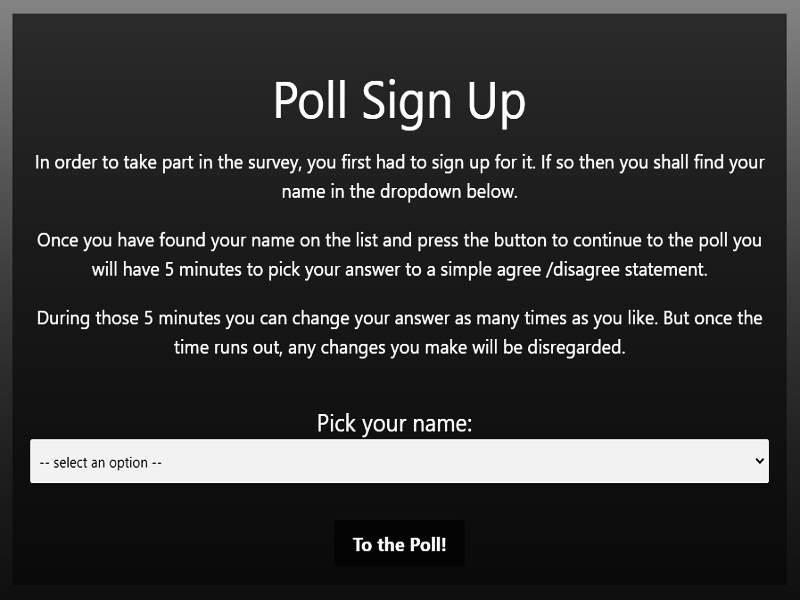 Poll Sign Up
In order to take part in the survey, you first had to sign up for it. If so then you shall find your
name in the dropdown below.
Once you have found your name on the list and press the button to continue to the poll you
will have 5 minutes to pick your answer to a simple agree /disagree statement.
During those 5 minutes you can change your answer as many times as you like. But once the
time runs out, any changes you make will be disregarded.
Pick your name:
-- select an option --
To the Poll!